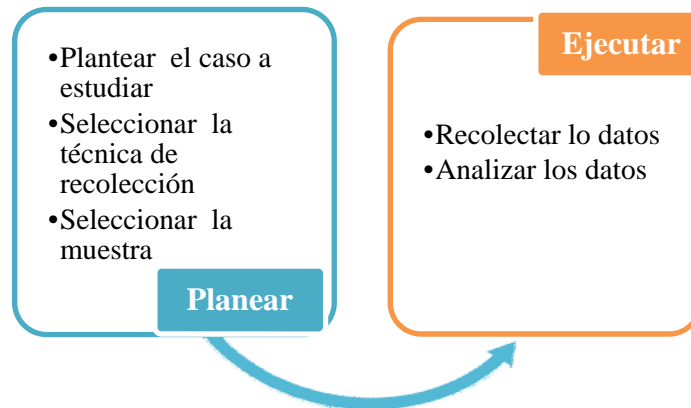 •Plantear el caso a
estudiar
•Seleccionar la
técnica de
recolección
•Seleccionar la
muestra
Planear
Ejecutar
•Recolectar lo datos
•Analizar los datos